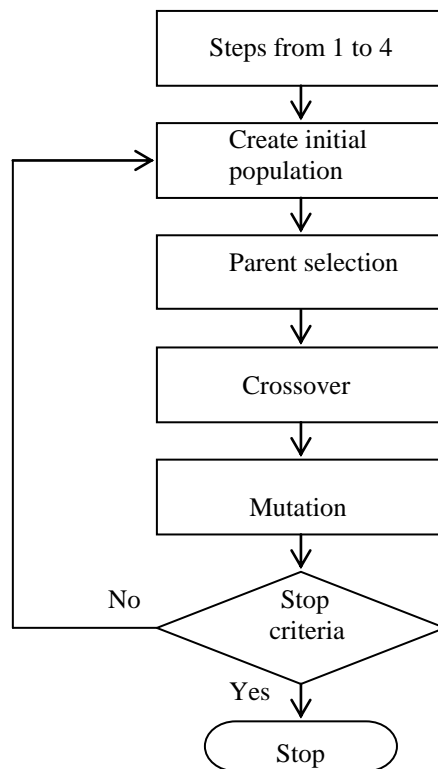 Steps from 1 to 4
Create initial
population
Parent selection
Crossover
Mutation
No
Stop
criteria
Yes
Stop